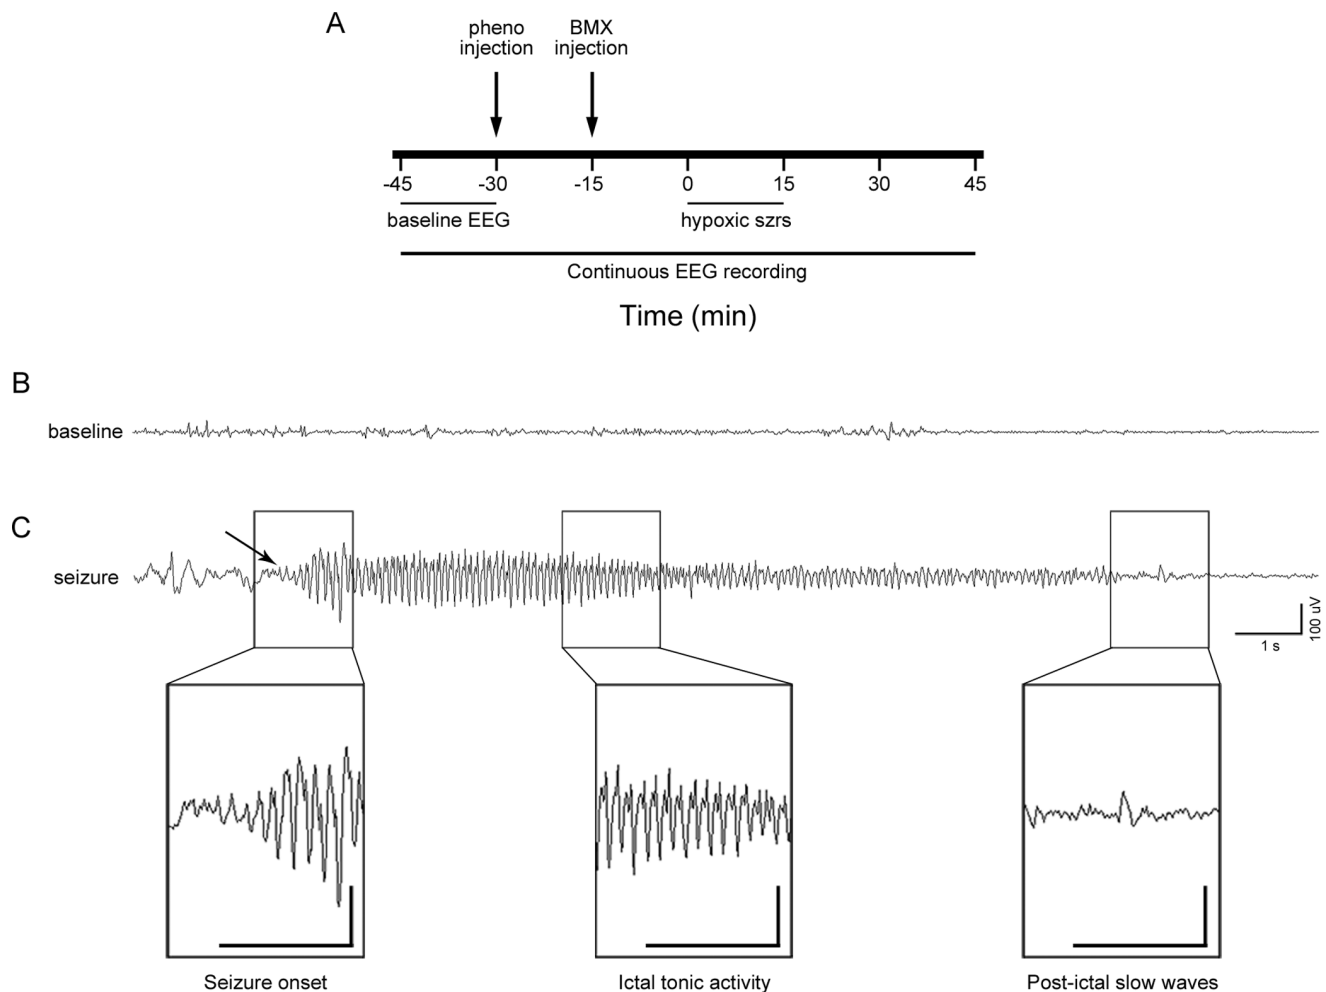 A
pheno
injection
BMX
injection
-45 -30 -15 0 15 30 45
baseline EEG
hypoxic szrs
Continuous EEG recording
Time (min)
B
baseline
C
seizure
100 uV
1 s
Seizure onset
Ictal tonic activity
Post-ictal slow waves